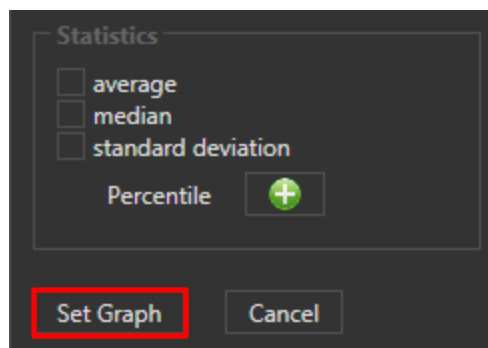 Statistics
average
median
standard deviation
Percentile
Set Graph
Cancel